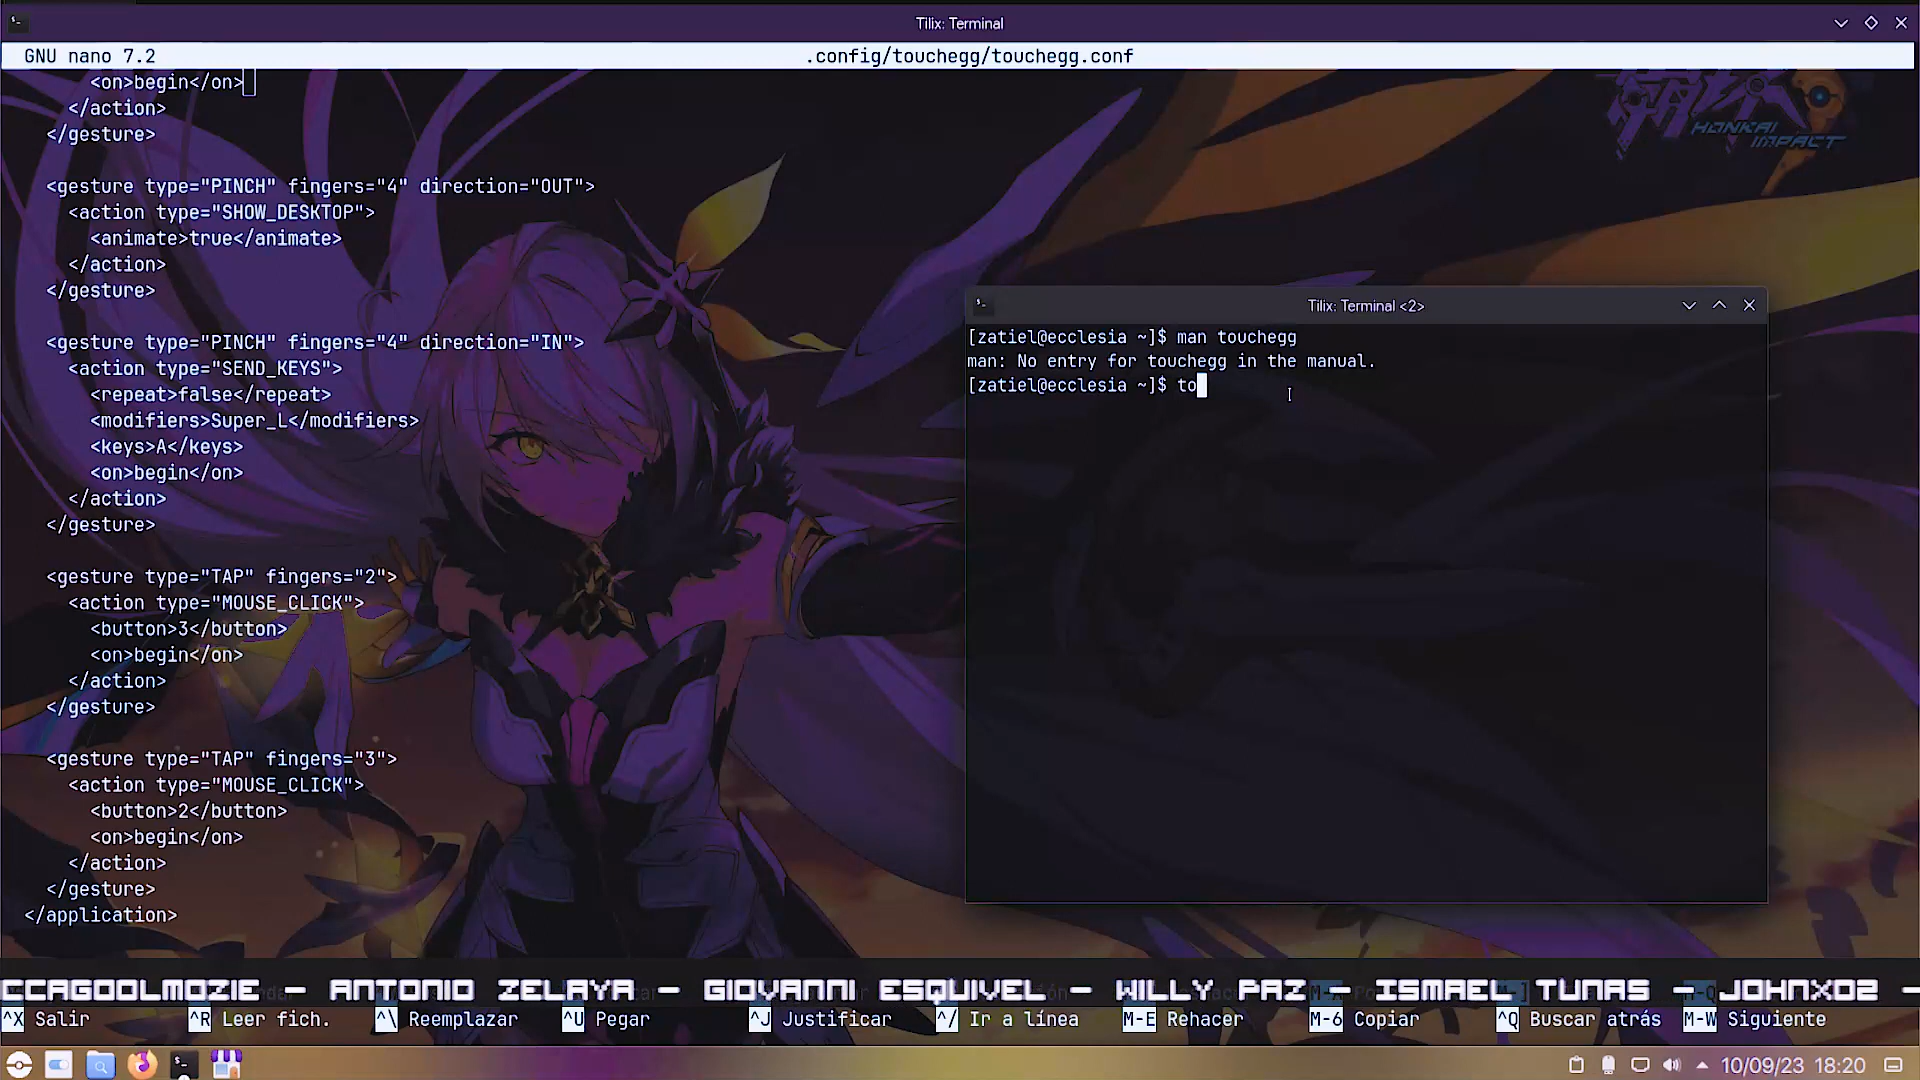 Tilix: Terminal
GNU nano 7.2 .config/touchegg/touchegg.conf
<on>begin</on>
</action>
</gesture>
<gesture type="PINCH" fingers="4" direction="OUT">
<action type="SHOW_DESKTOP">
<animate>true</animate>
</action>
</gesture>
<gesture type="PINCH" fingers="4" direction="IN">
<action type="SEND_KEYS">
<repeat>false</repeat>
<modifiers>Super_L</modifiers>
<keys>A</keys>
<on>begin</on>
</action>
</gesture>
<gesture type="TAP" fingers="2">
<action type="MOUSE_CLICK">
<button>3</button>
<on>begin</on>
</action>
</gesture>
<gesture type="TAP" fingers="3">
<action type="MOUSE_CLICK">
<button>2</button>
<on>begin</on>
</action>
</gesture>
</application>
HONKAI
IMPACT
Tilix: Terminal <2>
[zatiel@ecclesia ~]$ man touchegg
man: No entry for touchegg in the manual.
[zatiel@ecclesia ~]$ to
CCAGOOLMOZIE - ANTONIO ZELAYA - GIOVANNI ESQUIVEL - WILLY PAZ - ISMAEL TUNAS - JOHNX02 -
^X Salir ^R Leer fich. ^\ Reemplazar ^U Pegar ^J Justificar ^/ Ir a línea M-E Rehacer M-6 Copiar ^Q Buscar atrás M-W Siguiente
10/09/23 18:20